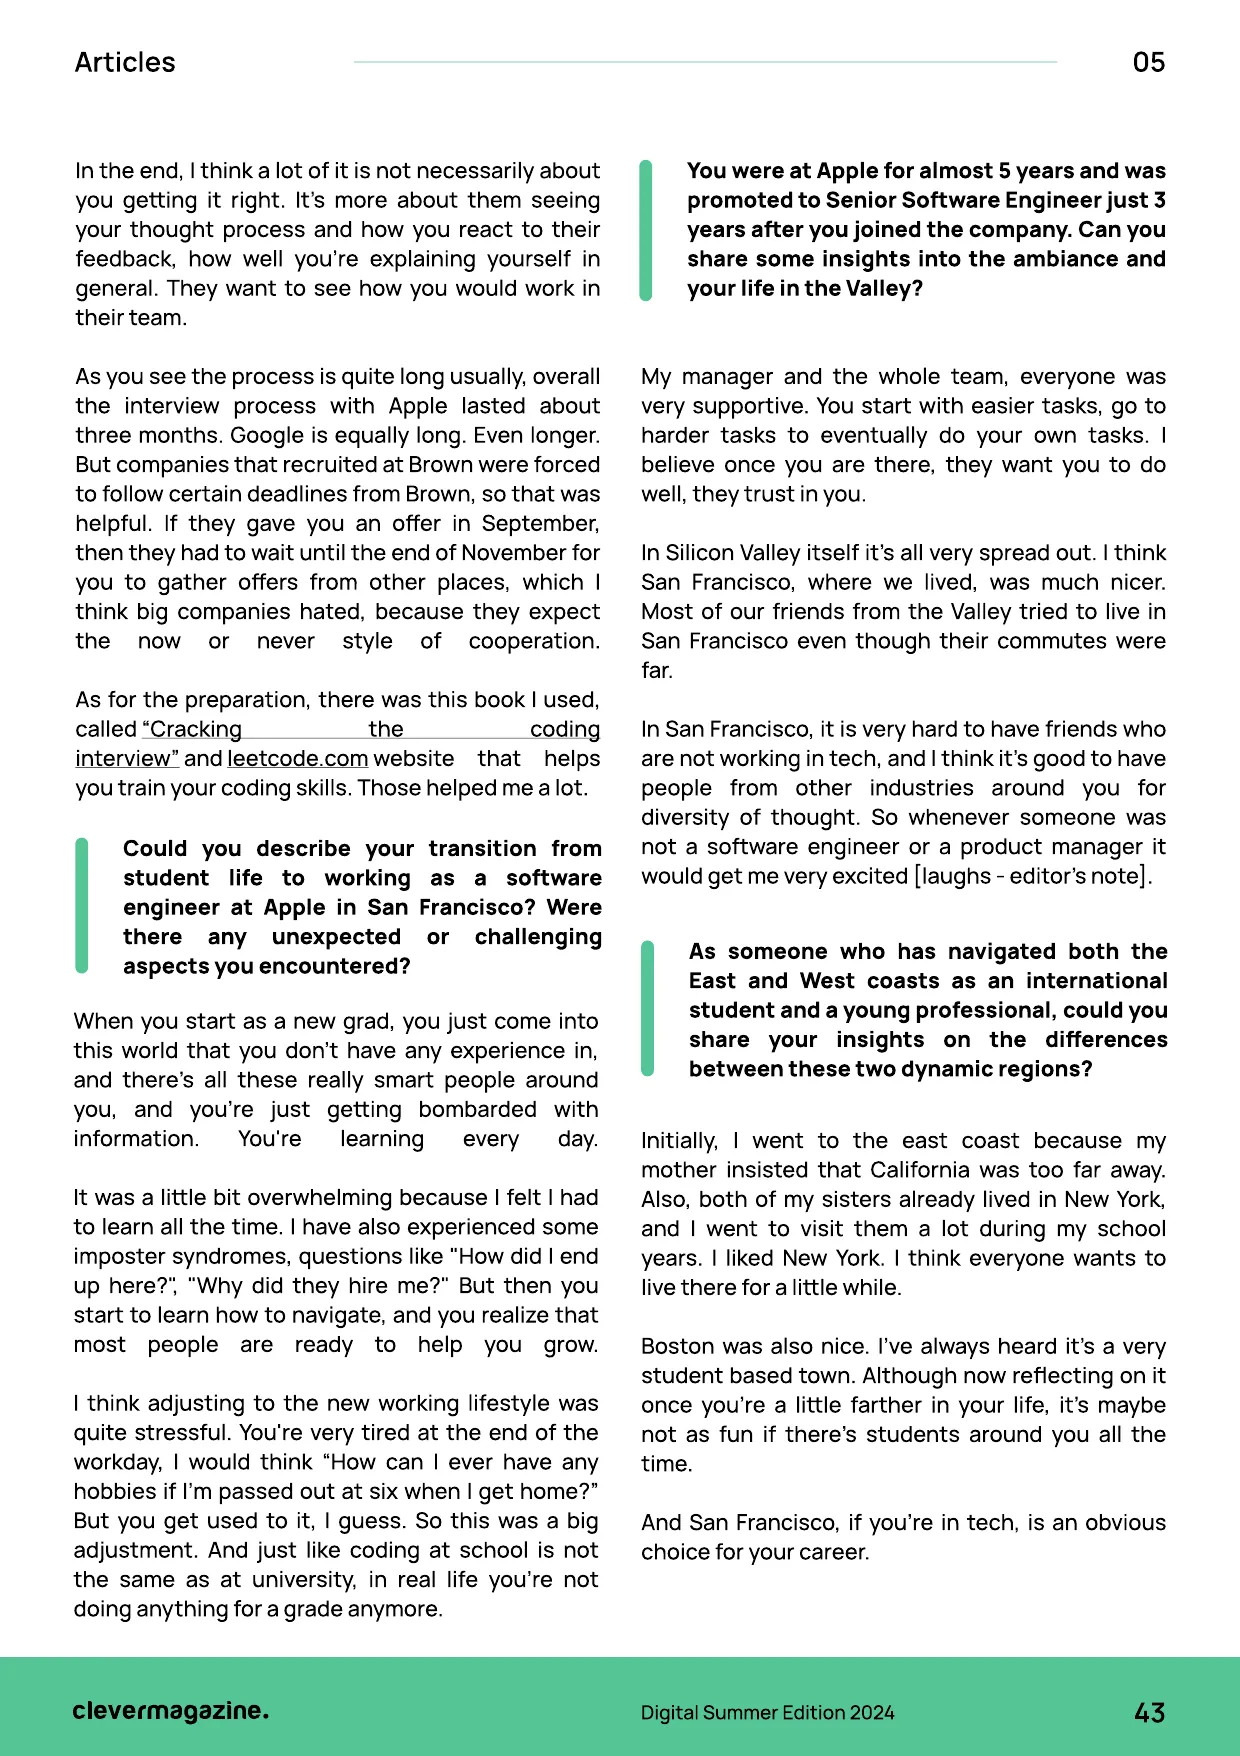 Articles
05
In the end, I think a lot of it is not necessarily about
you getting it right. It’s more about them seeing
your thought process and how you react to their
feedback, how well you’re explaining yourself in
general. They want to see how you would work in
their team.
As you see the process is quite long usually, overall
the interview process with Apple lasted about
three months. Google is equally long. Even longer.
But companies that recruited at Brown were forced
to follow certain deadlines from Brown, so that was
helpful. If they gave you an offer in September,
then they had to wait until the end of November for
you to gather offers from other places, which I
think big companies hated, because they expect
the now or never style of cooperation.
As for the preparation, there was this book I used,
called “Cracking the coding
interview” and leetcode.com website that helps
you train your coding skills. Those helped me a lot.
Could you describe your transition from
student life to working as a software
engineer at Apple in San Francisco? Were
there any unexpected or challenging
aspects you encountered?
When you start as a new grad, you just come into
this world that you don’t have any experience in,
and there’s all these really smart people around
you, and you’re just getting bombarded with
information. You're learning every day.
It was a little bit overwhelming because I felt I had
to learn all the time. I have also experienced some
imposter syndromes, questions like "How did I end
up here?", "Why did they hire me?" But then you
start to learn how to navigate, and you realize that
most people are ready to help you grow.
I think adjusting to the new working lifestyle was
quite stressful. You're very tired at the end of the
workday, I would think “How can I ever have any
hobbies if I’m passed out at six when I get home?”
But you get used to it, I guess. So this was a big
adjustment. And just like coding at school is not
the same as at university, in real life you’re not
doing anything for a grade anymore.
You were at Apple for almost 5 years and was
promoted to Senior Software Engineer just 3
years after you joined the company. Can you
share some insights into the ambiance and
your life in the Valley?
My manager and the whole team, everyone was
very supportive. You start with easier tasks, go to
harder tasks to eventually do your own tasks. I
believe once you are there, they want you to do
well, they trust in you.
In Silicon Valley itself it’s all very spread out. I think
San Francisco, where we lived, was much nicer.
Most of our friends from the Valley tried to live in
San Francisco even though their commutes were
far.
In San Francisco, it is very hard to have friends who
are not working in tech, and I think it’s good to have
people from other industries around you for
diversity of thought. So whenever someone was
not a software engineer or a product manager it
would get me very excited [laughs - editor’s note].
As someone who has navigated both the
East and West coasts as an international
student and a young professional, could you
share your insights on the differences
between these two dynamic regions?
Initially, I went to the east coast because my
mother insisted that California was too far away.
Also, both of my sisters already lived in New York,
and I went to visit them a lot during my school
years. I liked New York. I think everyone wants to
live there for a little while.
Boston was also nice. I’ve always heard it’s a very
student based town. Although now reflecting on it
once you’re a little farther in your life, it’s maybe
not as fun if there’s students around you all the
time.
And San Francisco, if you’re in tech, is an obvious
choice for your career.
clevermagazine.
Digital Summer Edition 2024
43